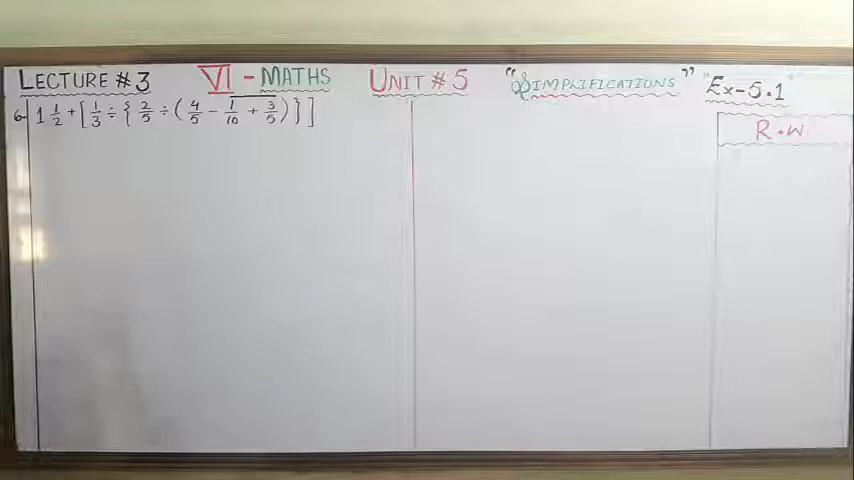 LECTURE #3 VI - MATHS UNIT #5 "SIMPLIFICATIONS" "Ex-5.1"
6- 1 1/2 + [1/3 ÷ {2/5 ÷ (4/5 - 1/10 + 3/5)}]
R.W